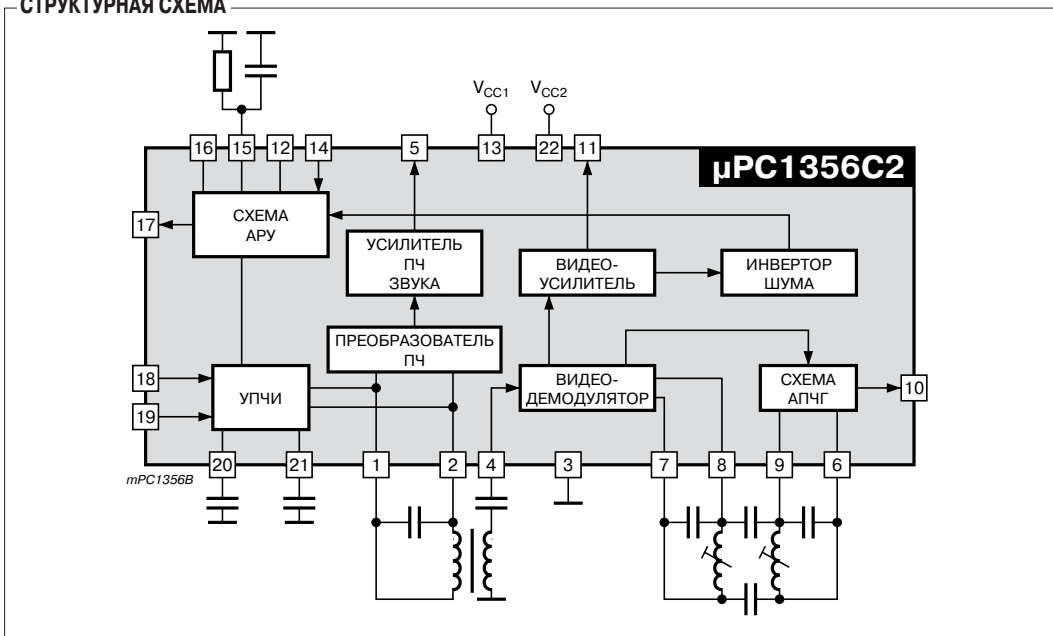 СТРУКТУРНАЯ СХЕМА
VCC1
VCC2
16
15
12
14
5
13
22
11
µPC1356C2
17
СХЕМА
АРУ
УСИЛИТЕЛЬ
ПЧ
ЗВУКА
ВИДЕО-
УСИЛИТЕЛЬ
ИНВЕРТОР
ШУМА
ПРЕОБРАЗОВАТЕЛЬ
ПЧ
18
19
УПЧИ
ВИДЕО-
ДЕМОДУЛЯТОР
СХЕМА
АПЧГ
10
20
21
1
2
4
3
7
8
9
6
mPC1356B